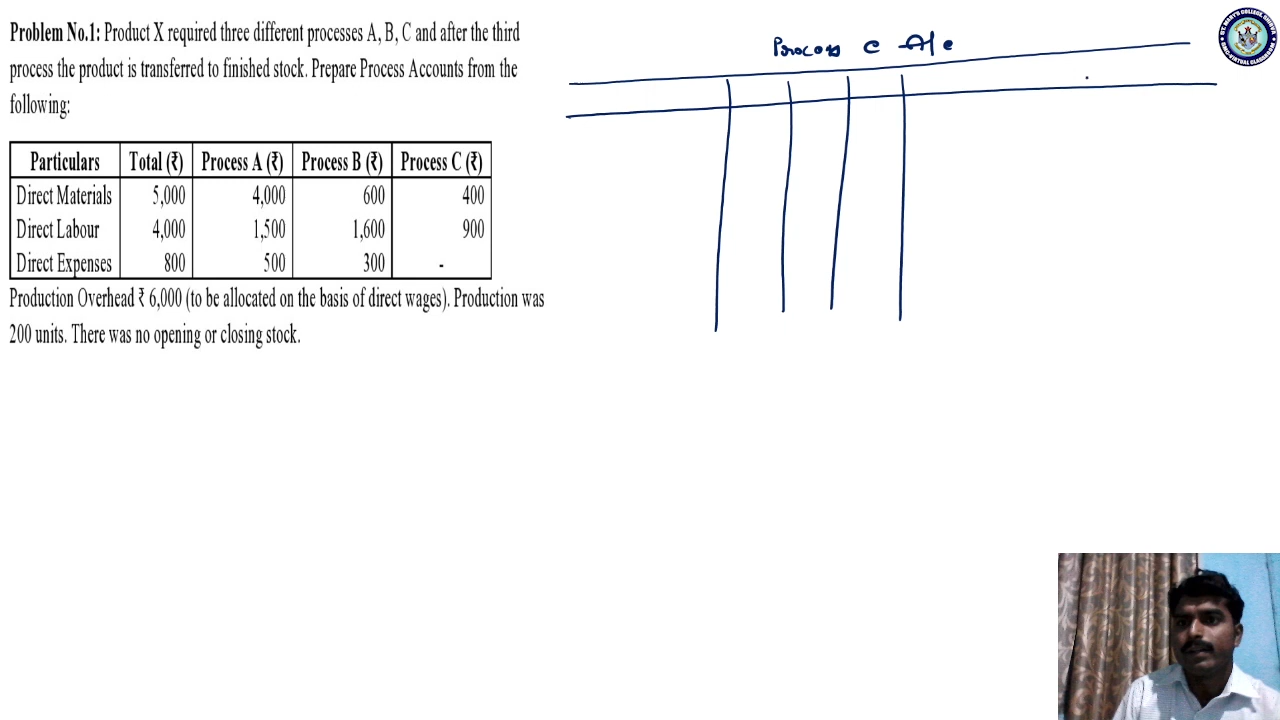 Problem No.1: Product X required three different processes A, B, C and after the third
process the product is transferred to finished stock. Prepare Process Accounts from the
following:
Particulars Total (₹) Process A (₹) Process B (₹) Process C (₹)
Direct Materials 5,000 4,000 600 400
Direct Labour 4,000 1,500 1,600 900
Direct Expenses 800 500 300 -
Production Overhead ₹ 6,000 (to be allocated on the basis of direct wages). Production was
200 units. There was no opening or closing stock.
Process C A/c